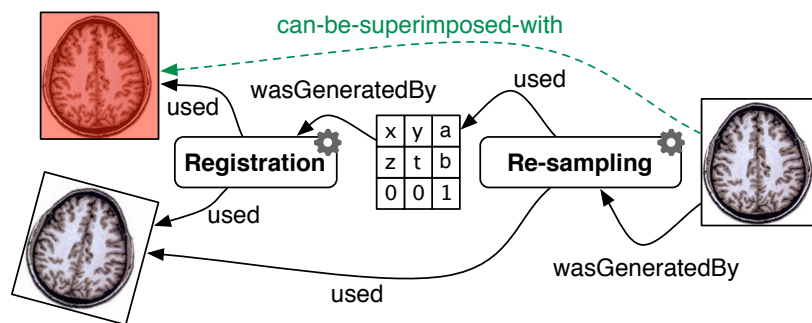 can-be-superimposed-with
used
wasGeneratedBy
used
x y a
z t b
0 0 1
Registration
Re-sampling
used
wasGeneratedBy
used